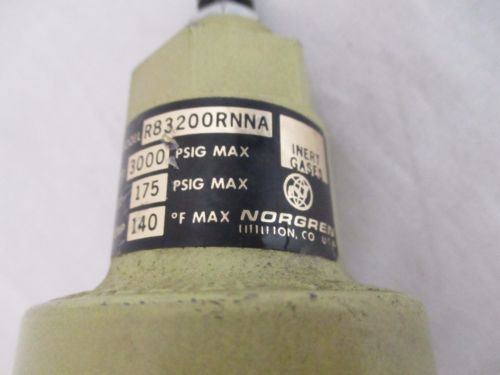 R83200RNNA
3000 PSIG MAX
175 PSIG MAX
140 °F MAX
INERT
GASES
NORGREN
LITTLETON, CO